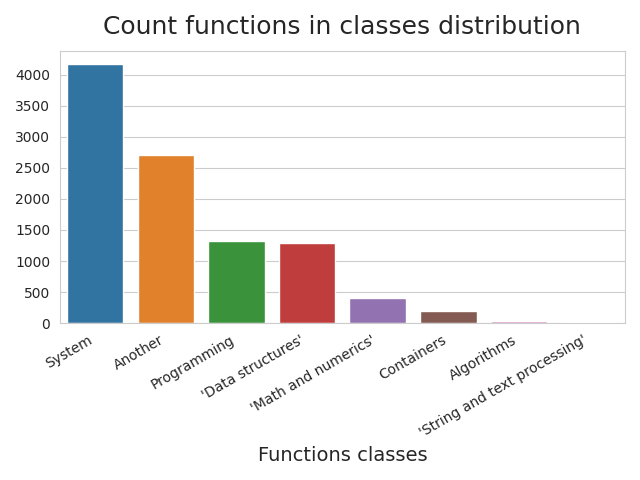 Count functions in classes distribution
4000
3500
3000
2500
2000
1500
1000
500
0
System
Another
Programming
'Data structures'
'Math and numerics'
Containers
Algorithms
'String and text processing'
Functions classes